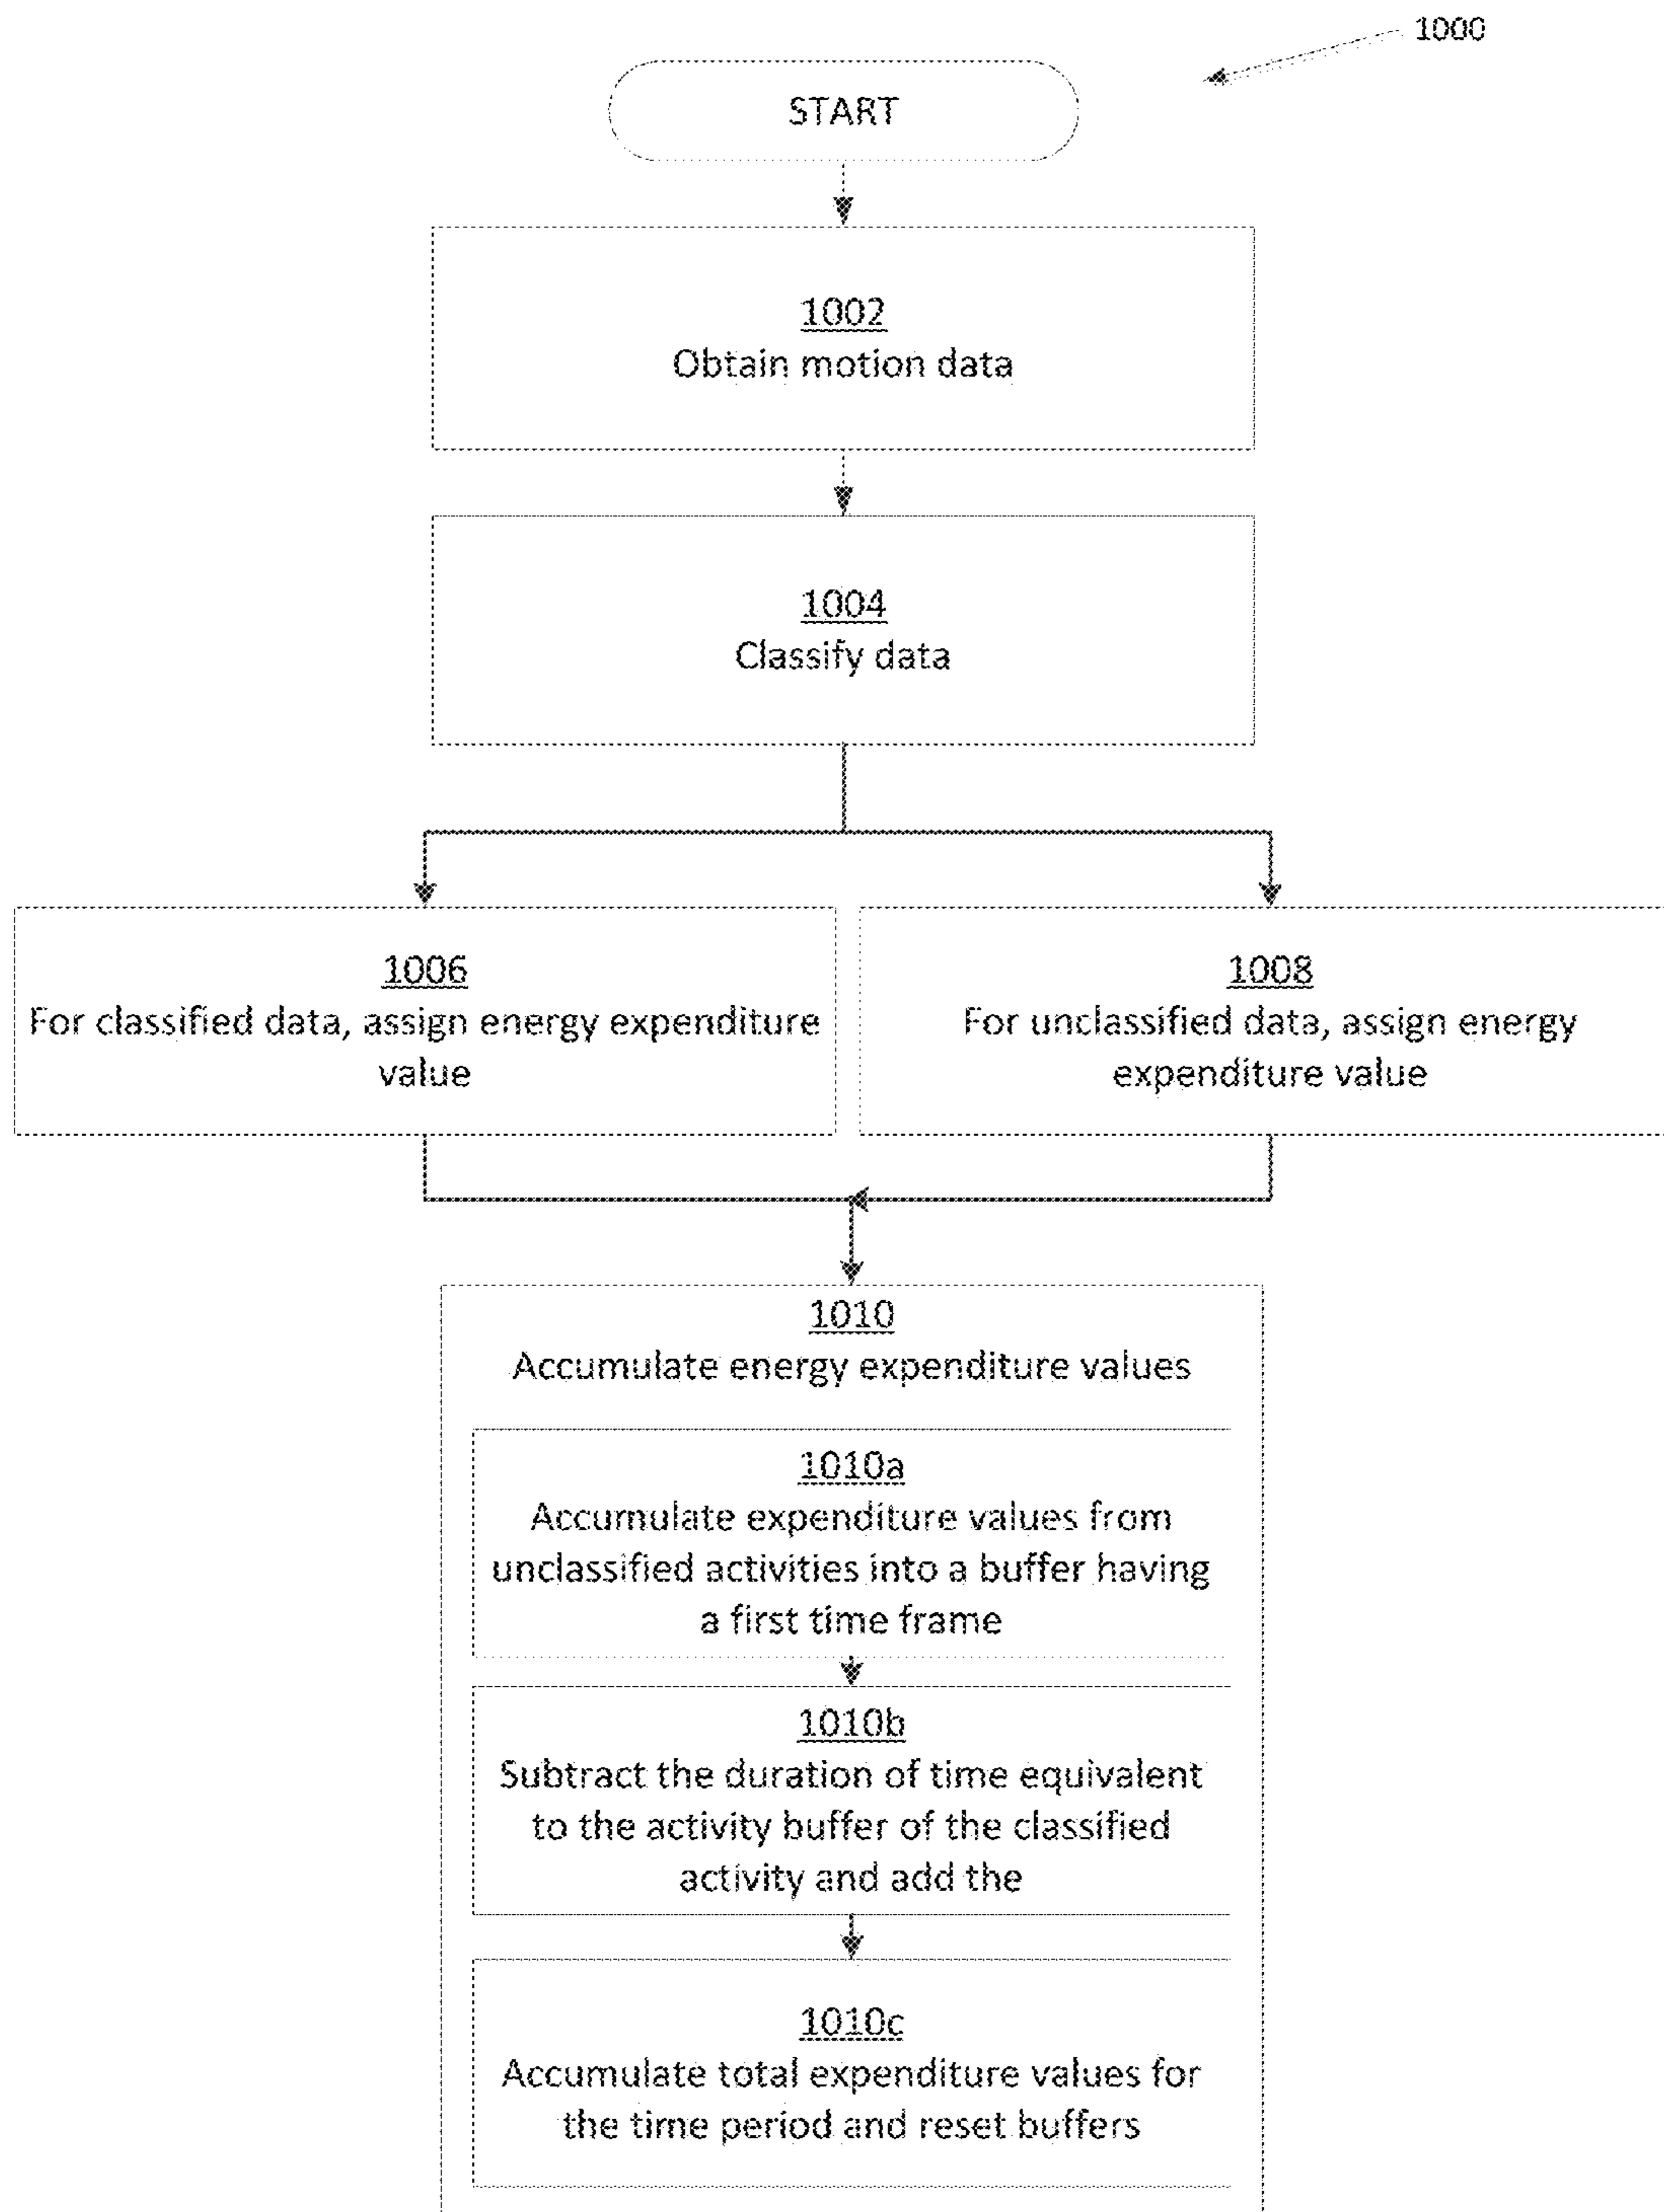 1000
START
1002
Obtain motion data
1004
Classify data
1006
For classified data, assign energy expenditure
value
1008
For unclassified data, assign energy
expenditure value
1010
Accumulate energy expenditure values
1010a
Accumulate expenditure values from
unclassified activities into a buffer having
a first time frame
1010b
Subtract the duration of time equivalent
to the activity buffer of the classified
activity and add the
1010c
Accumulate total expenditure values for
the time period and reset buffers